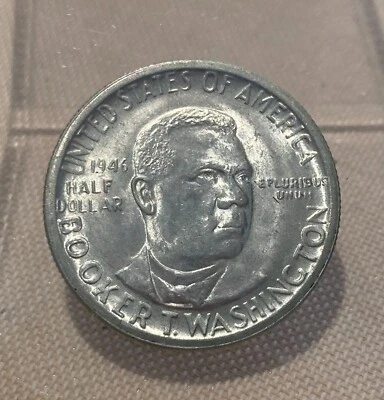 UNITED STATES OF AMERICA
1946
HALF
DOLLAR
E PLURIBUS
UNUM
BOOKER T. WASHINGTON